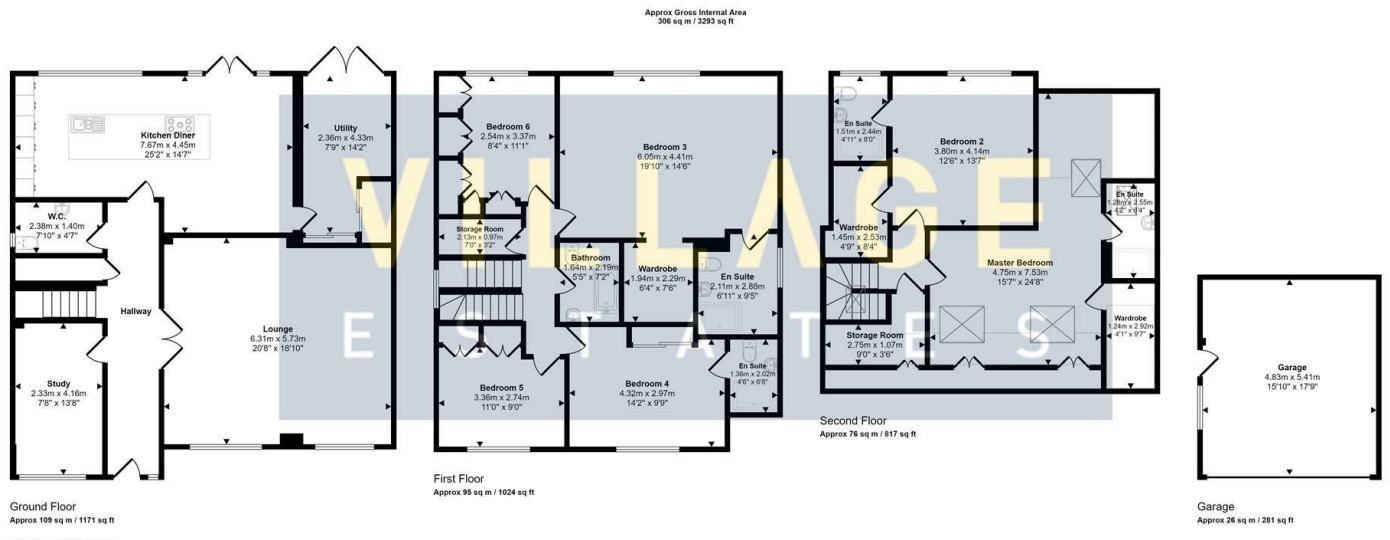 Approx Gross Internal Area
306 sq m / 3293 sq ft
Kitchen Diner
7.67m x 4.45m
25'2" x 14'7"
Utility
2.36m x 4.33m
7'9" x 14'2"
W.C.
2.38m x 1.40m
7'10" x 4'7"
Hallway
Lounge
6.31m x 5.73m
20'8" x 18'10"
Study
2.33m x 4.16m
7'8" x 13'8"
Ground Floor
Approx 109 sq m / 1171 sq ft
Bedroom 6
2.54m x 3.37m
8'4" x 11'1"
Bedroom 3
6.05m x 4.41m
19'10" x 14'6"
Storage Room
2.13m x 0.97m
7'0" x 3'2"
Bathroom
1.64m x 2.19m
5'5" x 7'2"
Wardrobe
1.94m x 2.29m
6'4" x 7'6"
En Suite
2.11m x 2.88m
6'11" x 9'5"
Bedroom 5
3.36m x 2.74m
11'0" x 9'0"
Bedroom 4
4.32m x 2.97m
14'2" x 9'9"
En Suite
1.36m x 2.02m
4'6" x 6'8"
First Floor
Approx 95 sq m / 1024 sq ft
En Suite
1.51m x 2.44m
4'11" x 8'0"
Bedroom 2
3.80m x 4.14m
12'6" x 13'7"
Wardrobe
1.45m x 2.53m
4'9" x 8'4"
En Suite
1.28m x 2.55m
4'2" x 8'4"
Master Bedroom
4.75m x 7.53m
15'7" x 24'8"
Storage Room
2.75m x 1.07m
9'0" x 3'6"
Wardrobe
1.24m x 2.92m
4'1" x 9'7"
Second Floor
Approx 76 sq m / 817 sq ft
Garage
4.83m x 5.41m
15'10" x 17'9"
Garage
Approx 26 sq m / 281 sq ft
VILLAGE
ESTATES